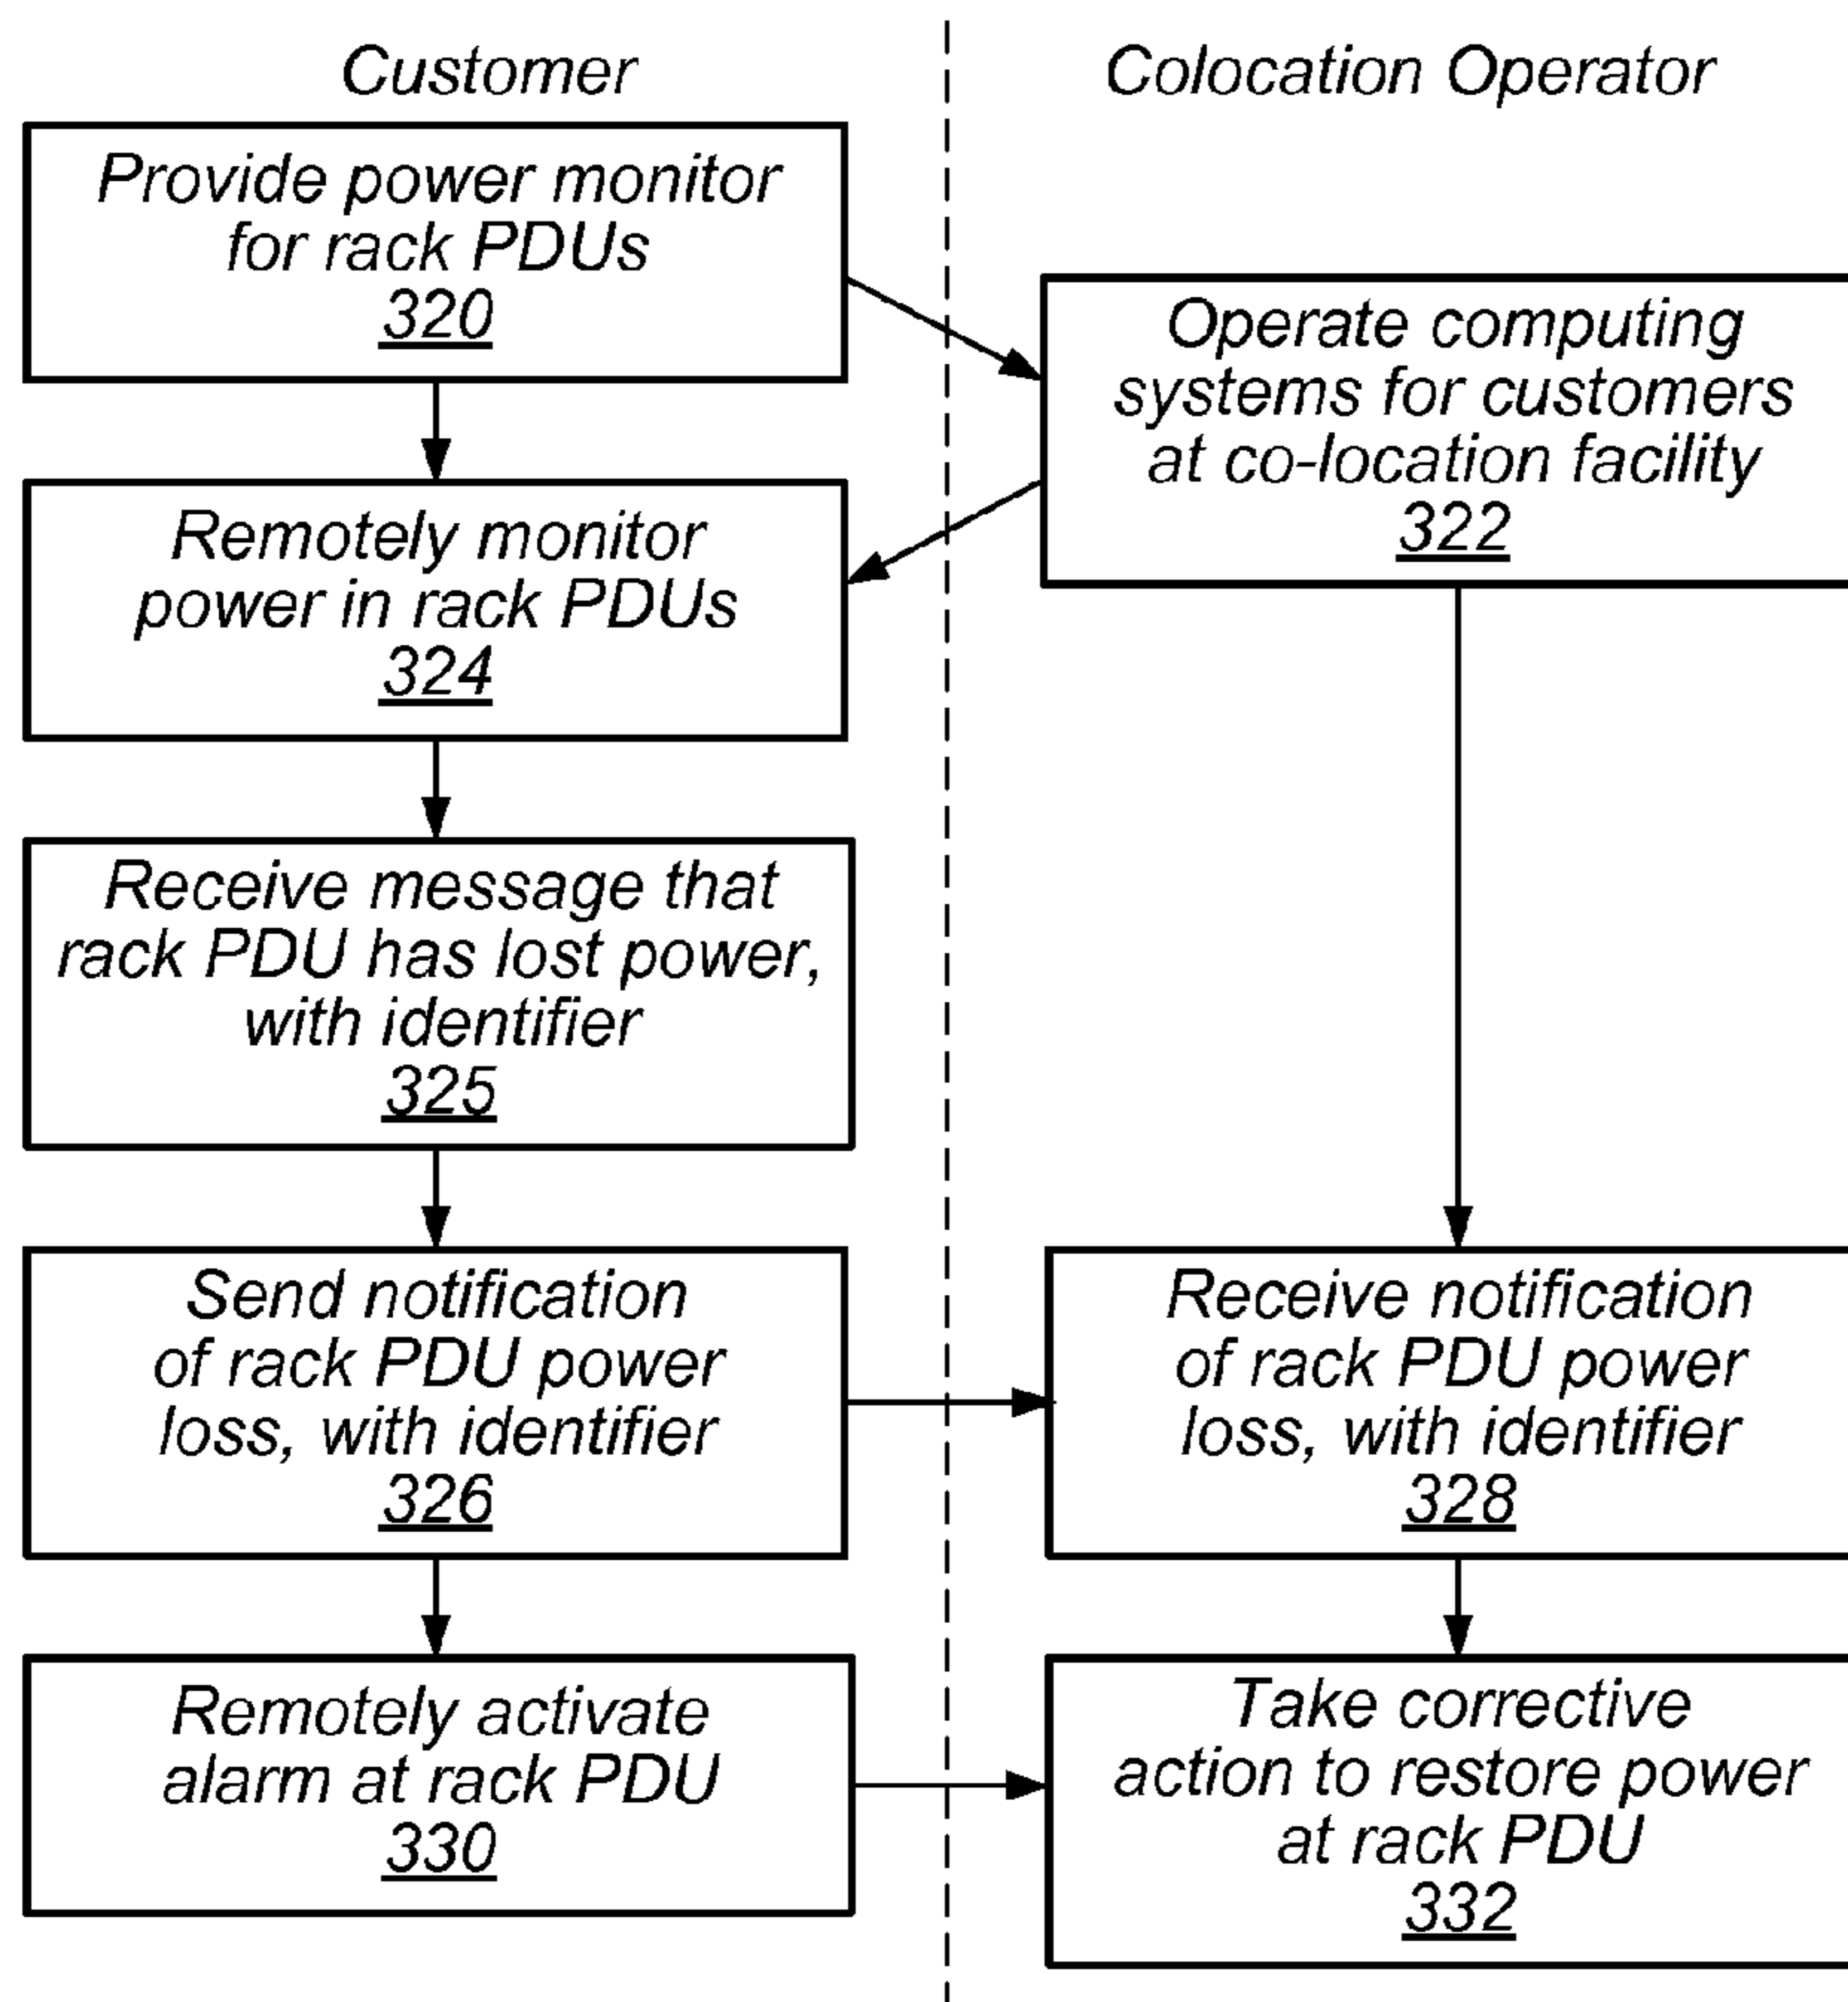 Customer
Colocation Operator
Provide power monitor
for rack PDUs
320
Operate computing
systems for customers
at co-location facility
322
Remotely monitor
power in rack PDUs
324
Receive message that
rack PDU has lost power,
with identifier
325
Send notification
of rack PDU power
loss, with identifier
326
Receive notification
of rack PDU power
loss, with identifier
328
Remotely activate
alarm at rack PDU
330
Take corrective
action to restore power
at rack PDU
332